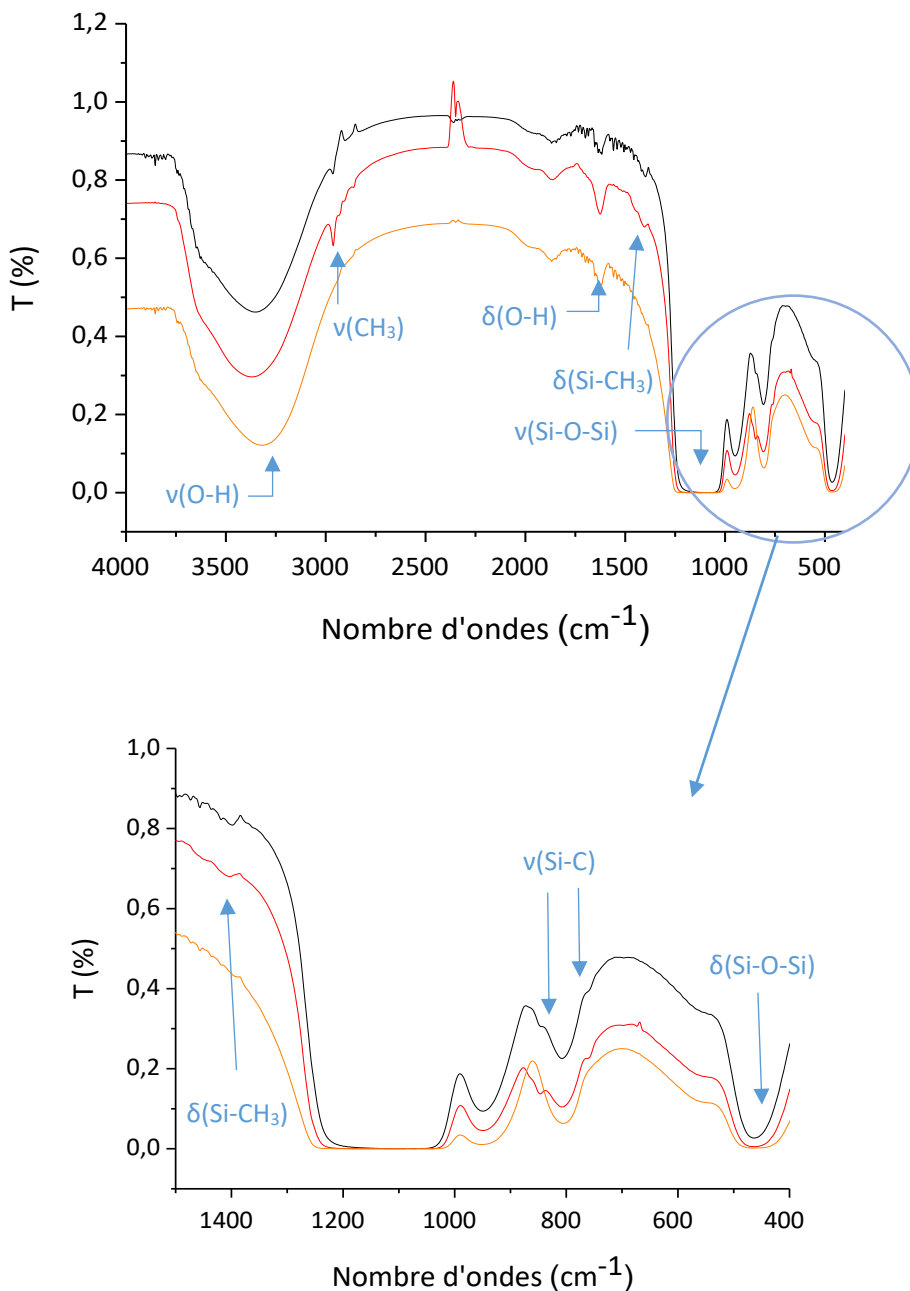 1,2
1,0
0,8
0,6
0,4
0,2
0,0
T (%)
ν(CH₃)
δ(O-H)
δ(Si-CH₃)
ν(Si-O-Si)
ν(O-H)
4000 3500 3000 2500 2000 1500 1000 500
Nombre d'ondes (cm⁻¹)
1,0
0,8
0,6
0,4
0,2
0,0
T (%)
ν(Si-C)
δ(Si-O-Si)
δ(Si-CH₃)
1400 1200 1000 800 600 400
Nombre d'ondes (cm⁻¹)